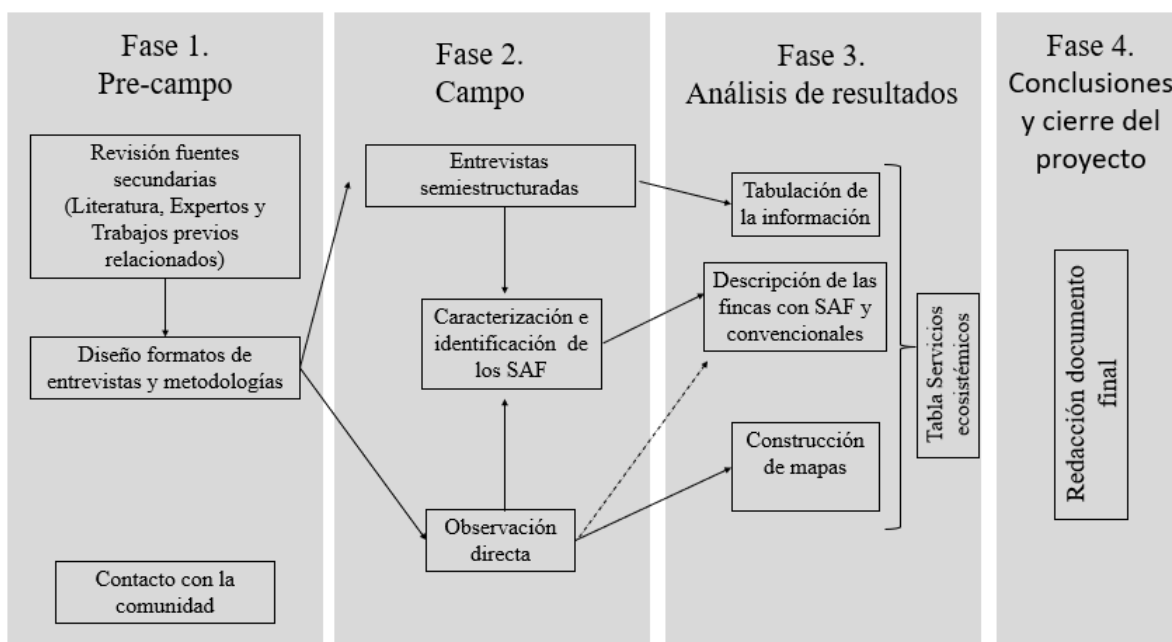 Fase 1.
Pre-campo
Revisión fuentes
secundarias
(Literatura, Expertos y
Trabajos previos
relacionados)
Diseño formatos de
entrevistas y metodologías
Contacto con la
comunidad
Fase 2.
Campo
Entrevistas
semiestructuradas
Caracterización e
identificación de
los SAF
Observación
directa
Fase 3.
Análisis de resultados
Tabulación de
la información
Descripción de las
fincas con SAF y
convencionales
Construcción
de mapas
Tabla Servicios
ecosistémicos
Fase 4.
Conclusiones
y cierre del
proyecto
Redacción documento
final